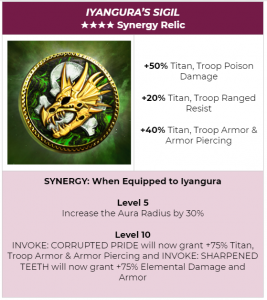 IYANGURA'S SIGIL
★★★★ Synergy Relic
+50% Titan, Troop Poison
Damage
+20% Titan, Troop Ranged
Resist
+40% Titan, Troop Armor &
Armor Piercing
SYNERGY: When Equipped to Iyangura
Level 5
Increase the Aura Radius by 30%
Level 10
INVOKE: CORRUPTED PRIDE will now grant +75% Titan,
Troop Armor & Armor Piercing and INVOKE: SHARPENED
TEETH will now grant +75% Elemental Damage and
Armor